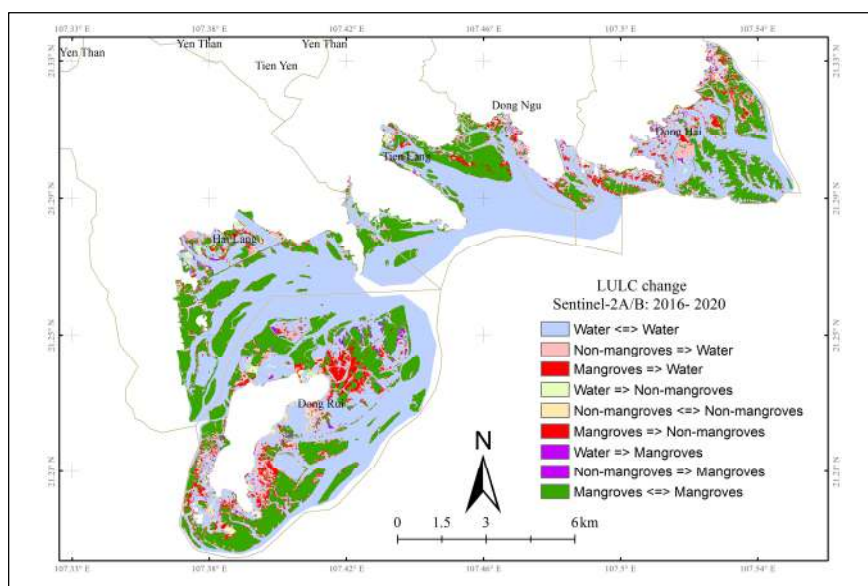 107.33° E 107.38° E 107.42° E 107.46° E 107.5° E 107.54° E
Yen Than Yen Than Yen Than
21.33° N 21.33° N
Tien Yen
Dong Ngu
Dong Hai
Tien Lang
21.29° N 21.29° N
Hai Lang
LULC change
Sentinel-2A/B: 2016- 2020
21.25° N 21.25° N
Water <=> Water
Non-mangroves => Water
Mangroves => Water
Water => Non-mangroves
Non-mangroves <=> Non-mangroves
Dong Rui
Mangroves => Non-mangroves
Water => Mangroves
Non-mangroves => Mangroves
Mangroves <=> Mangroves
21.21° N 21.21° N
N
0 1.5 3 6 km
107.33° E 107.38° E 107.42° E 107.46° E 107.5° E 107.54° E